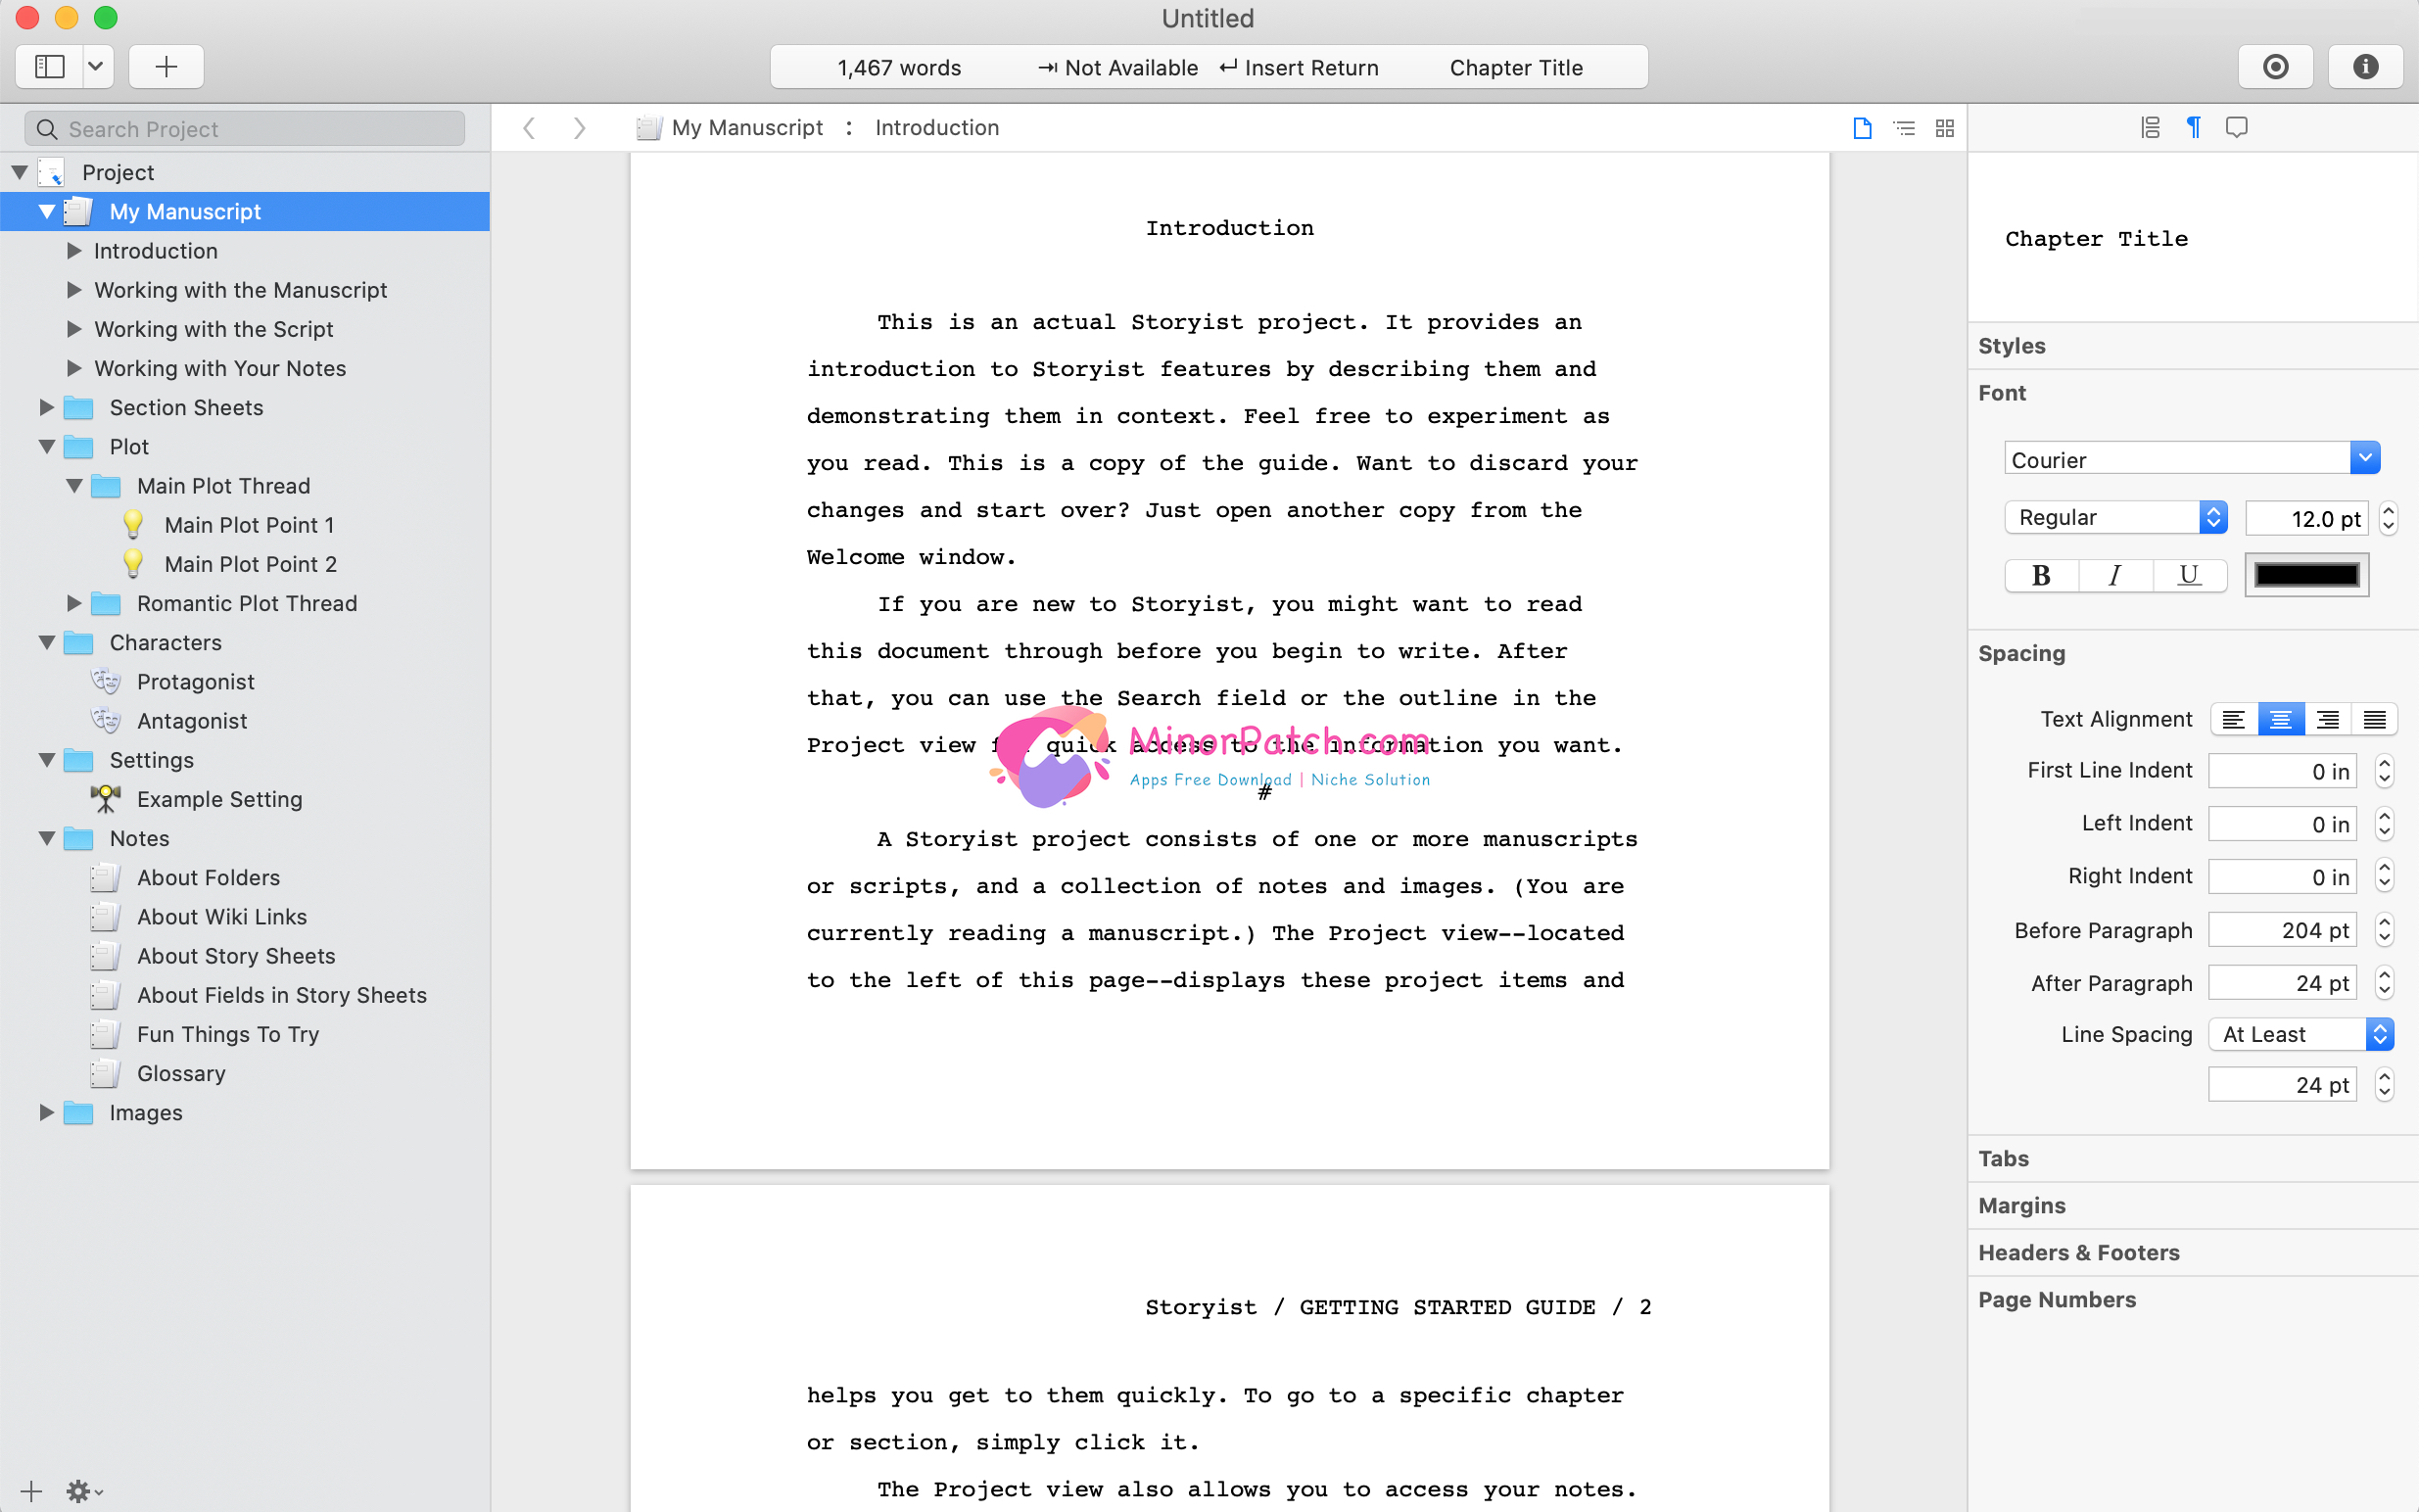 Untitled
1,467 words
Not Available
Insert Return
Chapter Title
Search Project
Project
My Manuscript
Introduction
Working with the Manuscript
Working with the Script
Working with Your Notes
Section Sheets
Plot
Main Plot Thread
Main Plot Point 1
Main Plot Point 2
Romantic Plot Thread
Characters
Protagonist
Antagonist
Settings
Example Setting
Notes
About Folders
About Wiki Links
About Story Sheets
About Fields in Story Sheets
Fun Things To Try
Glossary
Images
My Manuscript : Introduction
Introduction
This is an actual Storyist project. It provides an
introduction to Storyist features by describing them and
demonstrating them in context. Feel free to experiment as
you read. This is a copy of the guide. Want to discard your
changes and start over? Just open another copy from the
Welcome window.
If you are new to Storyist, you might want to read
this document through before you begin to write. After
that, you can use the Search field or the outline in the
Project view for quick access to the information you want.
MinorPatch.com
Apps Free Download | Niche Solution
#
A Storyist project consists of one or more manuscripts
or scripts, and a collection of notes and images. (You are
currently reading a manuscript.) The Project view--located
to the left of this page--displays these project items and
Storyist / GETTING STARTED GUIDE / 2
helps you get to them quickly. To go to a specific chapter
or section, simply click it.
The Project view also allows you to access your notes.
Chapter Title
Styles
Font
Courier
Regular
12.0 pt
B I U
Spacing
Text Alignment
First Line Indent 0 in
Left Indent 0 in
Right Indent 0 in
Before Paragraph 204 pt
After Paragraph 24 pt
Line Spacing At Least
24 pt
Tabs
Margins
Headers & Footers
Page Numbers